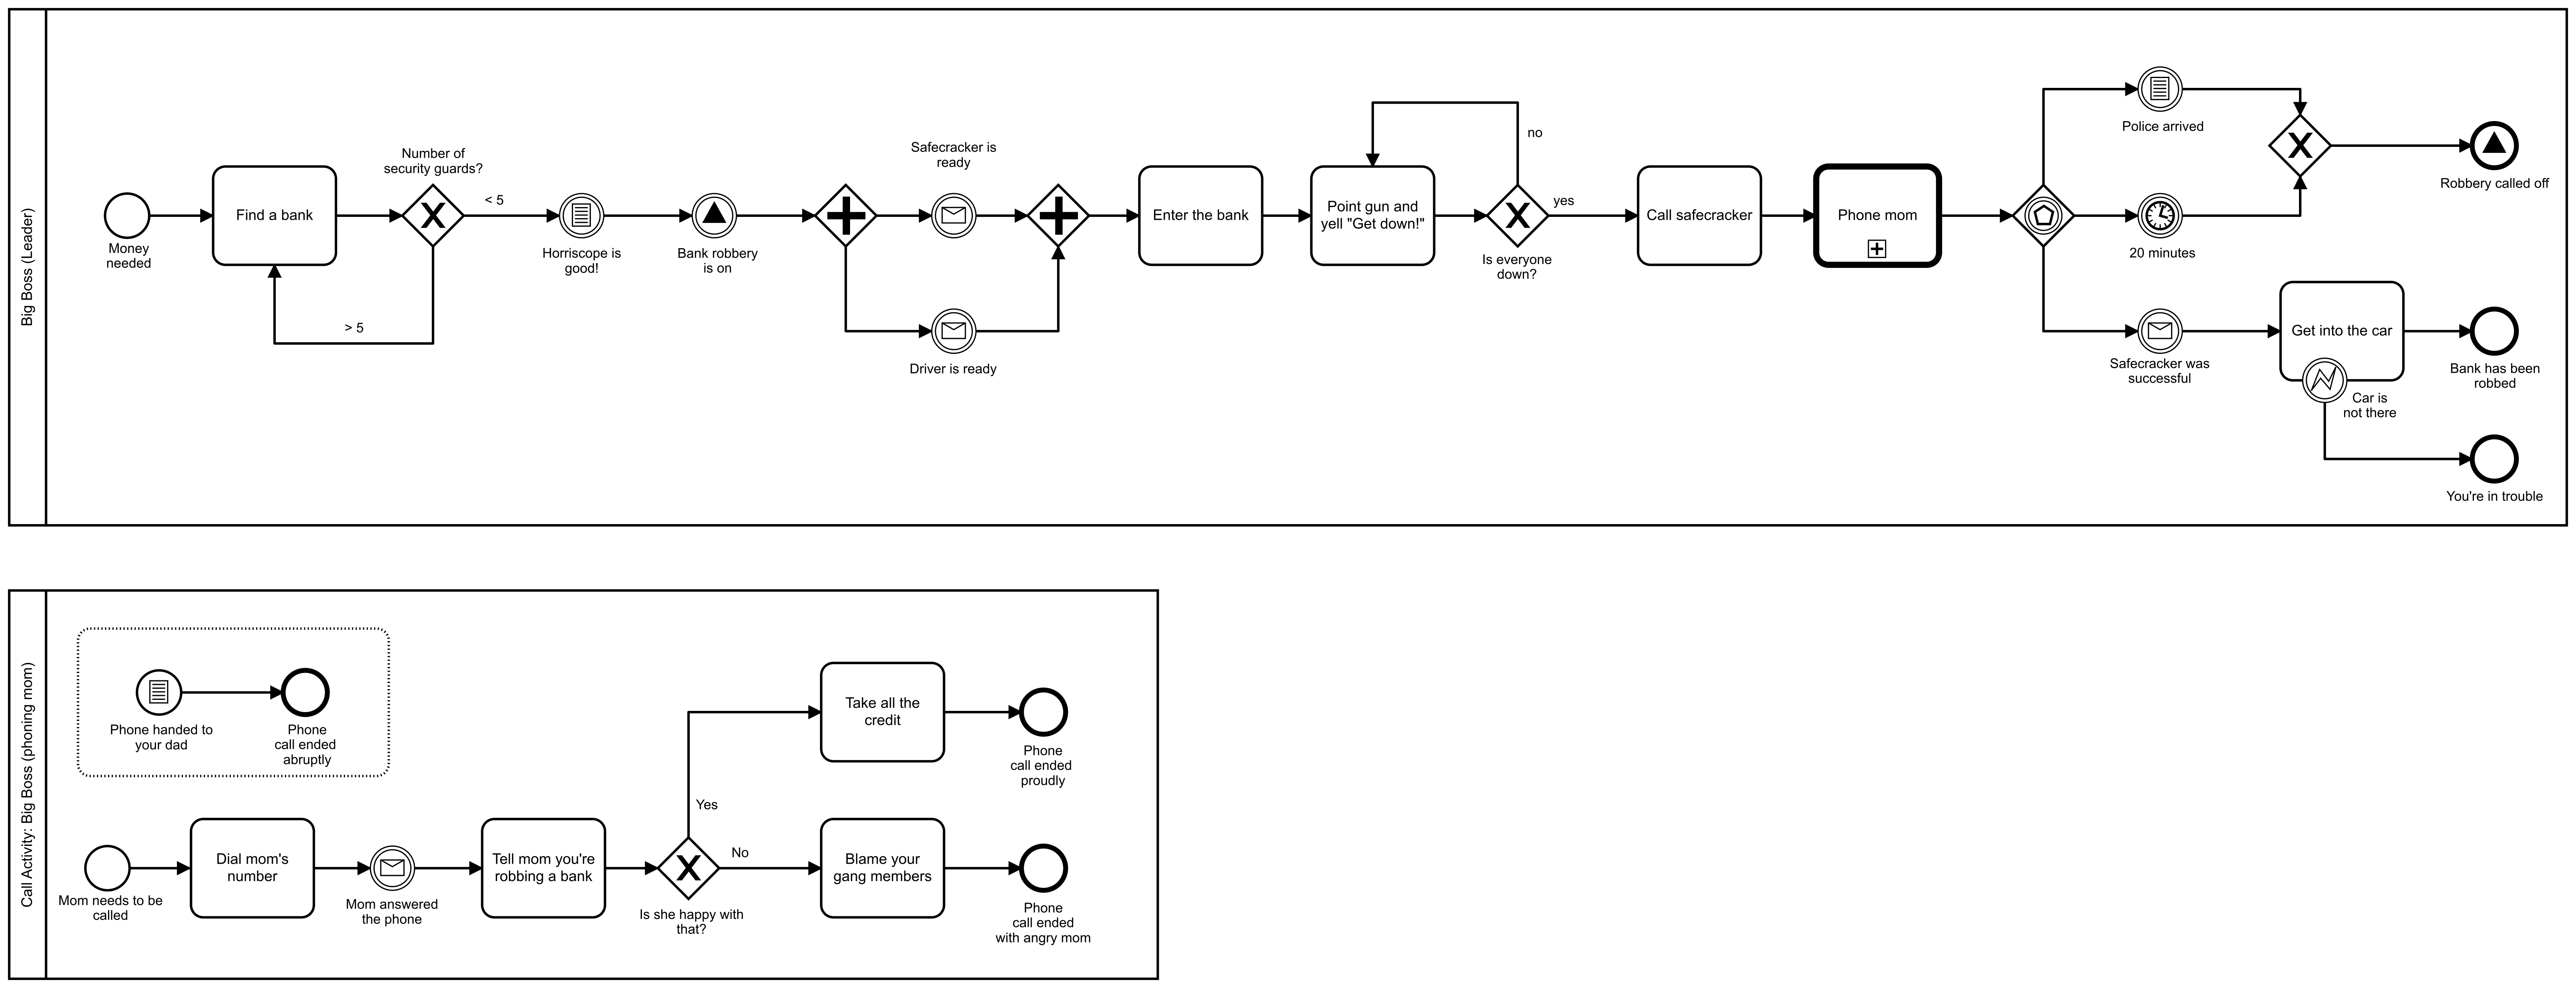 Big Boss (Leader)
Money
needed
Find a bank
Number of
security guards?
< 5
> 5
Horriscope is
good!
Bank robbery
is on
Safecracker is
ready
Driver is ready
Enter the bank
Point gun and
yell "Get down!"
no
yes
Is everyone
down?
Call safecracker
Phone mom
Police arrived
20 minutes
Safecracker was
successful
Get into the car
Car is
not there
Robbery called off
Bank has been
robbed
You're in trouble
Call Activity: Big Boss (phoning mom)
Phone handed to
your dad
Phone
call ended
abruptly
Mom needs to be
called
Dial mom's
number
Mom answered
the phone
Tell mom you're
robbing a bank
Is she happy with
that?
Yes
No
Take all the
credit
Phone
call ended
proudly
Blame your
gang members
Phone
call ended
with angry mom